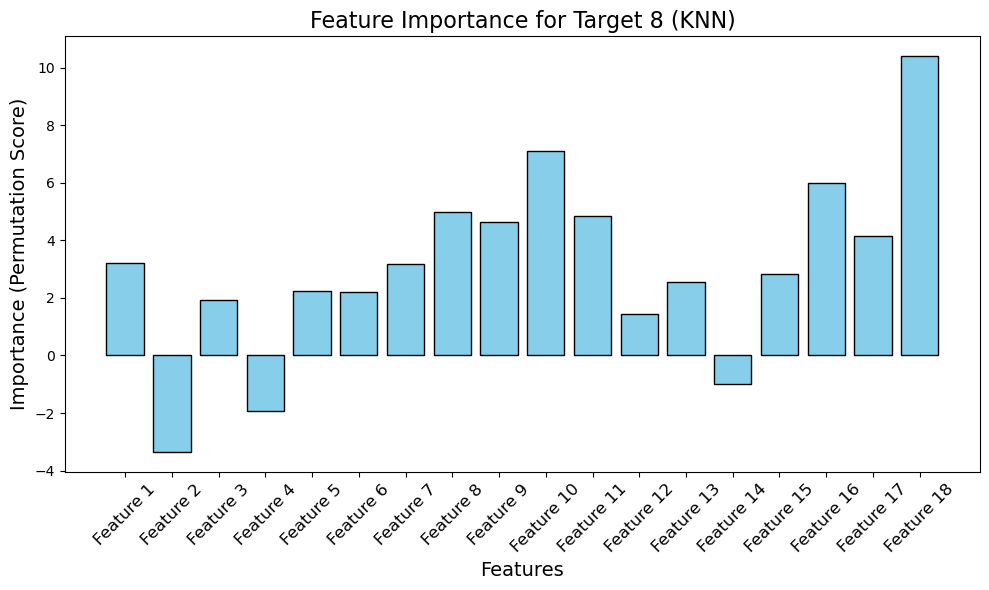 Feature Importance for Target 8 (KNN)
Importance (Permutation Score)
10
8
6
4
2
0
−2
−4
Feature 1
Feature 2
Feature 3
Feature 4
Feature 5
Feature 6
Feature 7
Feature 8
Feature 9
Feature 10
Feature 11
Feature 12
Feature 13
Feature 14
Feature 15
Feature 16
Feature 17
Feature 18
Features